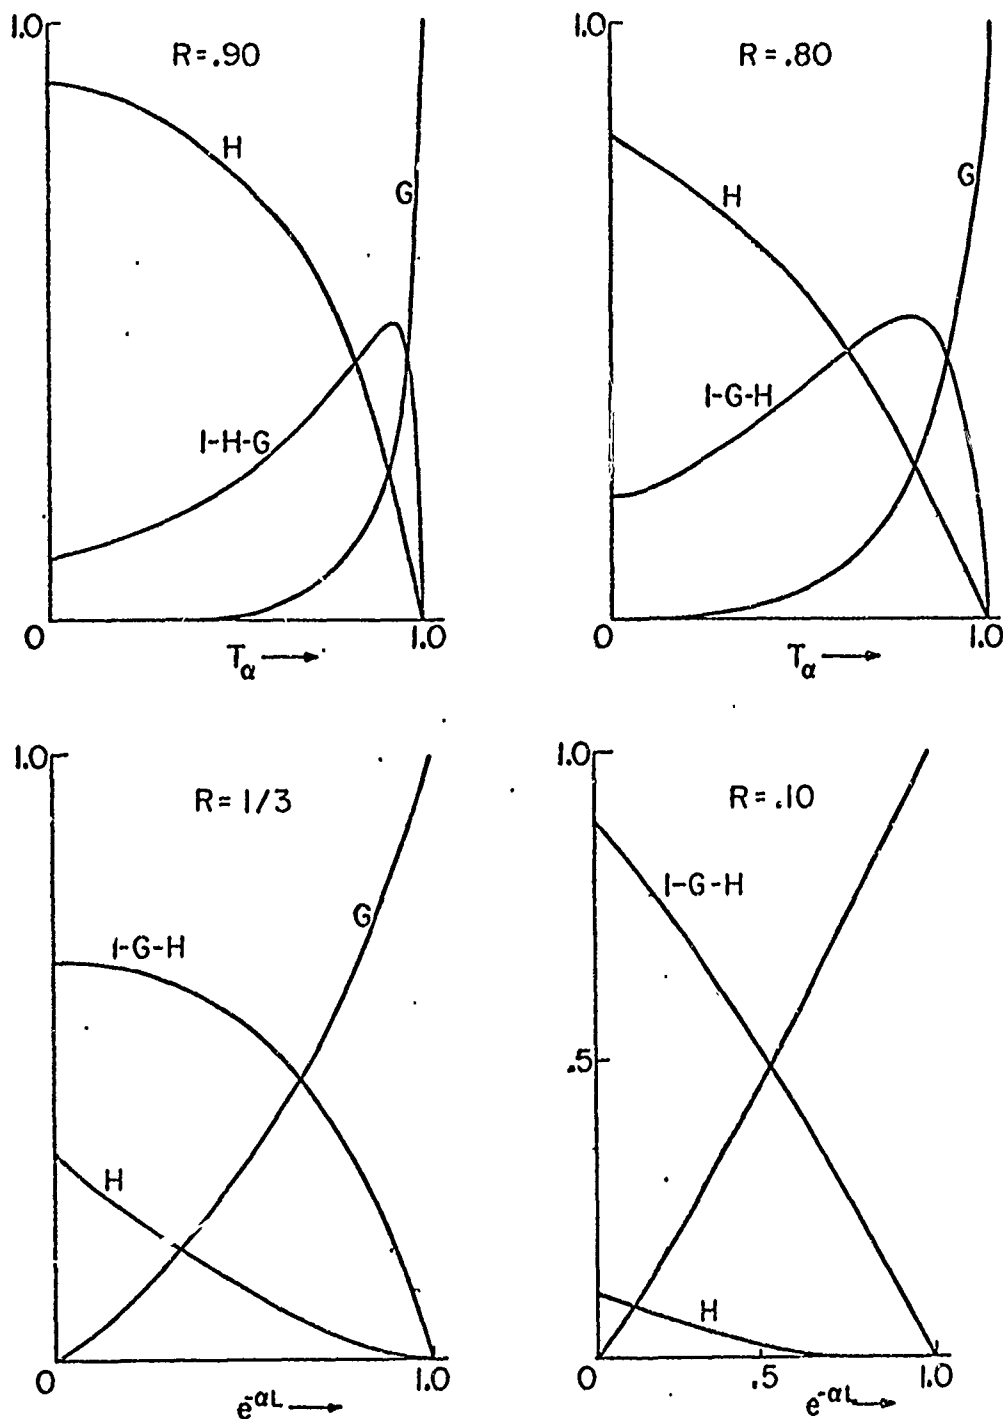 1.0
R = .90
H
G
1-H-G
0
1.0
Tα
1.0
R = .80
H
G
1-G-H
0
1.0
Tα
1.0
R = 1/3
G
1-G-H
H
0
1.0
e^-αL
1.0
R = .10
1-G-H
.5
H
0
.5
1.0
e^-αL